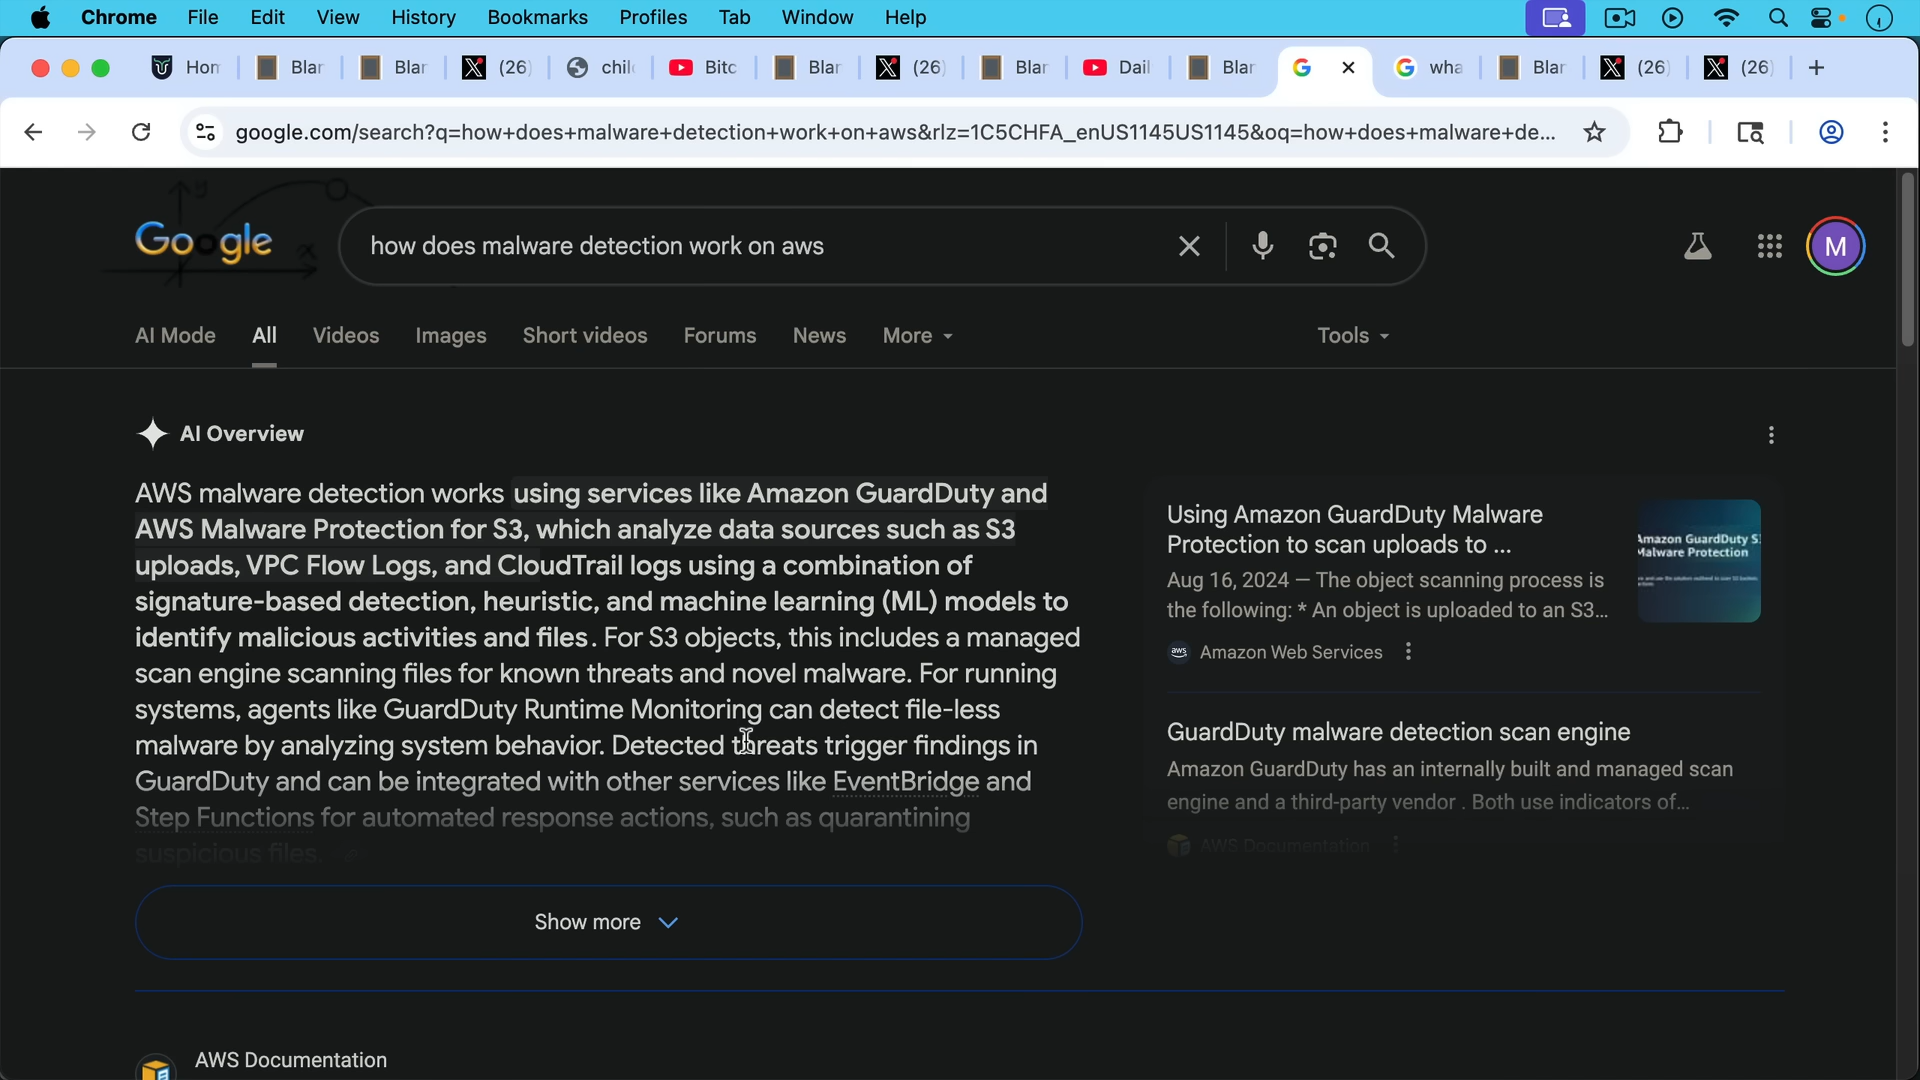 Chrome File Edit View History Bookmarks Profiles Tab Window Help
Hor Blar Blar (26) chil Bitc Blar (26) Blar Dail Blar wha Blar (26) (26)
google.com/search?q=how+does+malware+detection+work+on+aws&rlz=1C5CHFA_enUS1145US1145&oq=how+does+malware+de...
Google how does malware detection work on aws M
AI Mode All Videos Images Short videos Forums News More Tools
AI Overview
AWS malware detection works using services like Amazon GuardDuty and
AWS Malware Protection for S3, which analyze data sources such as S3
uploads, VPC Flow Logs, and CloudTrail logs using a combination of
signature-based detection, heuristic, and machine learning (ML) models to
identify malicious activities and files. For S3 objects, this includes a managed
scan engine scanning files for known threats and novel malware. For running
systems, agents like GuardDuty Runtime Monitoring can detect file-less
malware by analyzing system behavior. Detected threats trigger findings in
GuardDuty and can be integrated with other services like EventBridge and
Step Functions for automated response actions, such as quarantining
suspicious files.
Show more
Using Amazon GuardDuty Malware
Protection to scan uploads to ...
Aug 16, 2024 — The object scanning process is
the following: * An object is uploaded to an S3...
Amazon GuardDuty S
Malware Protection
aws Amazon Web Services
GuardDuty malware detection scan engine
Amazon GuardDuty has an internally built and managed scan
engine and a third-party vendor . Both use indicators of...
AWS Documentation
AWS Documentation